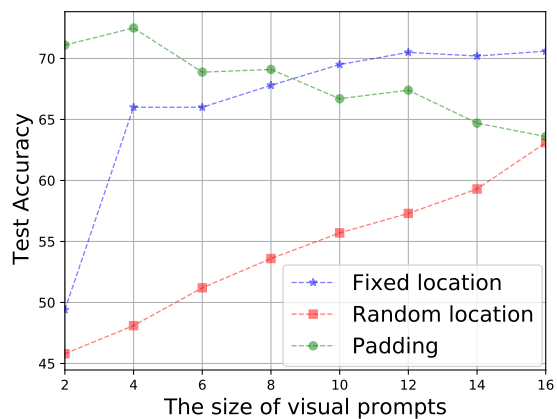 70
65
60
55
50
45
Test Accuracy
Fixed location
Random location
Padding
2 4 6 8 10 12 14 16
The size of visual prompts